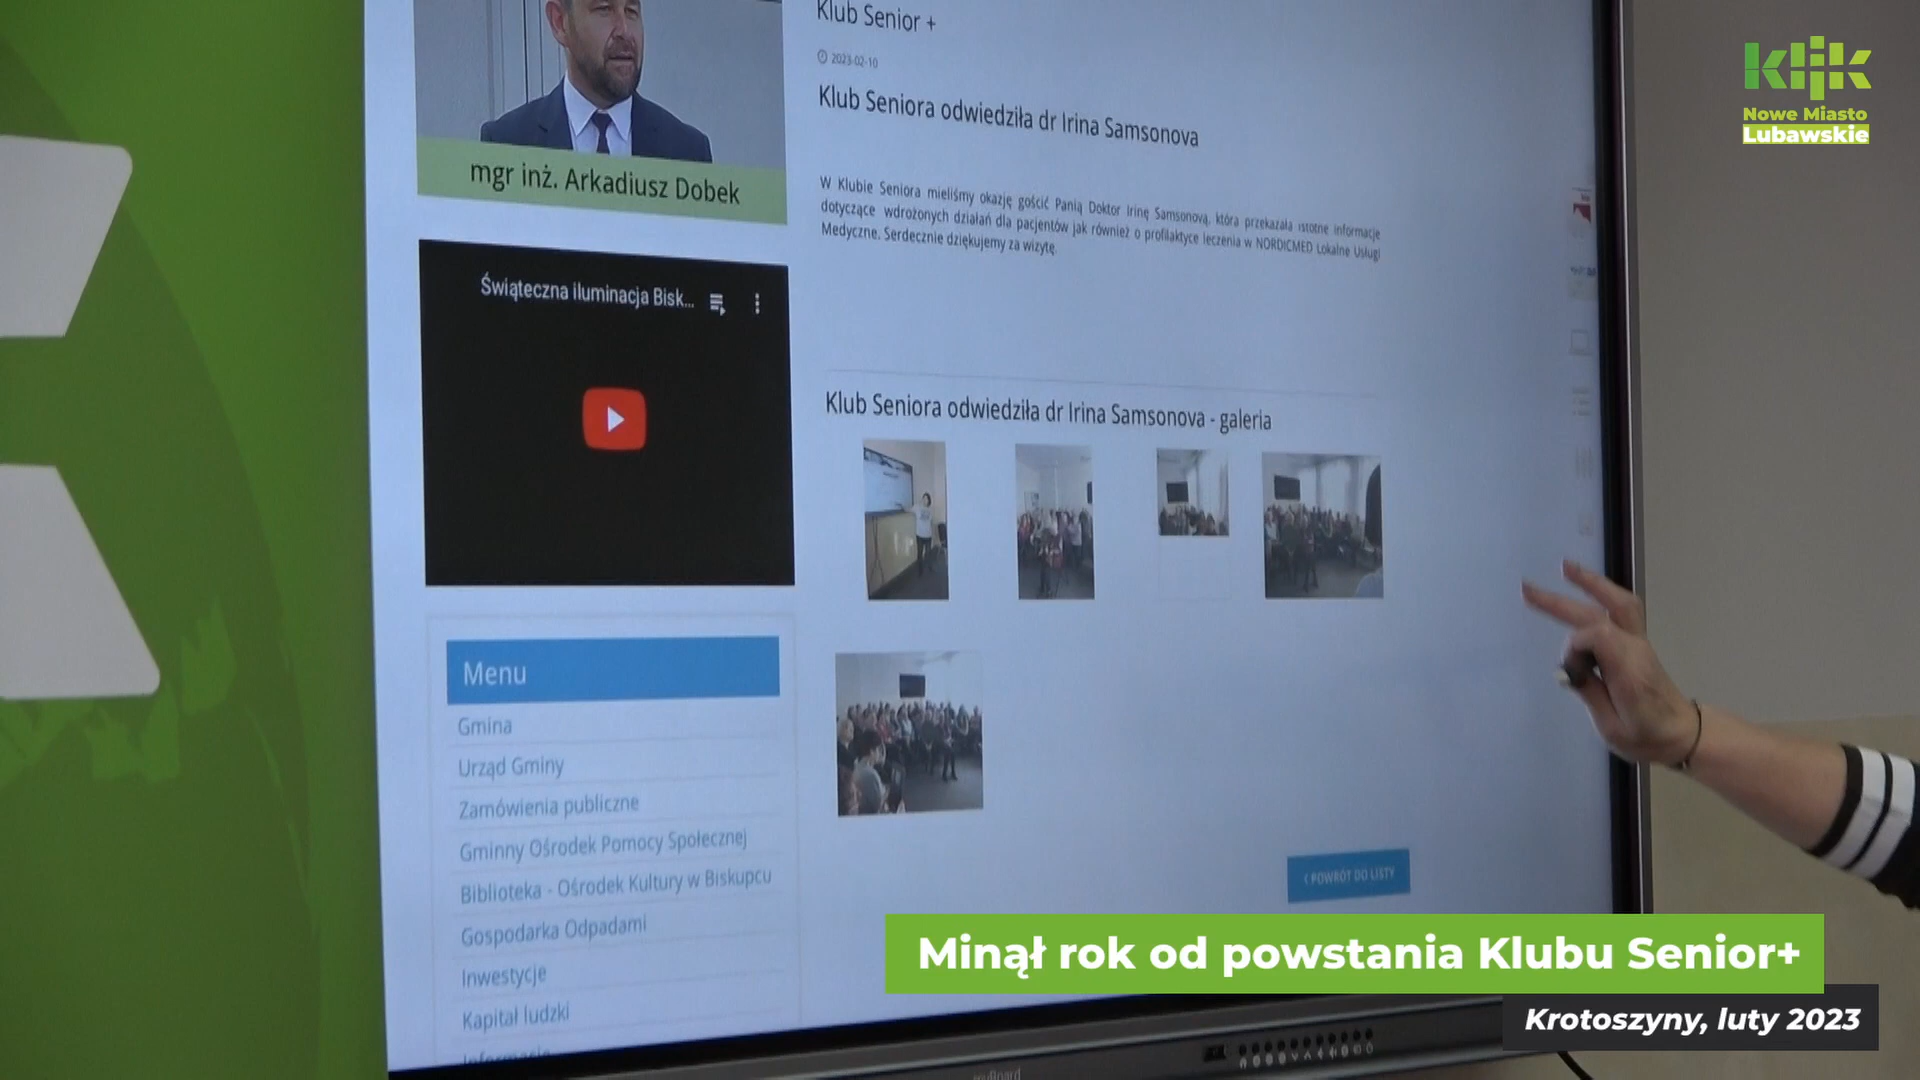 klik
Nowe Miasto
Lubawskie
mgr inż. Arkadiusz Dobek
Świąteczna iluminacja Bisk...
Menu
Gmina
Urząd Gminy
Zamówienia publiczne
Gminny Ośrodek Pomocy Społecznej
Biblioteka - Ośrodek Kultury w Biskupcu
Gospodarka Odpadami
Inwestycje
Kapitał ludzki
Klub Senior +
2023-02-10
Klub Seniora odwiedziła dr Irina Samsonova
W Klubie Seniora mieliśmy okazję gościć Panią Doktor Irinę Samsonovą, która przekazała istotne informacje
dotyczące wdrożonych działań dla pacjentów jak również o profilaktyce leczenia w NORDICMED Lokalne Usługi
Medyczne. Serdecznie dziękujemy za wizytę.
Klub Seniora odwiedziła dr Irina Samsonova - galeria
POWRÓT DO LISTY
Minął rok od powstania Klubu Senior+
Krotoszyny, luty 2023